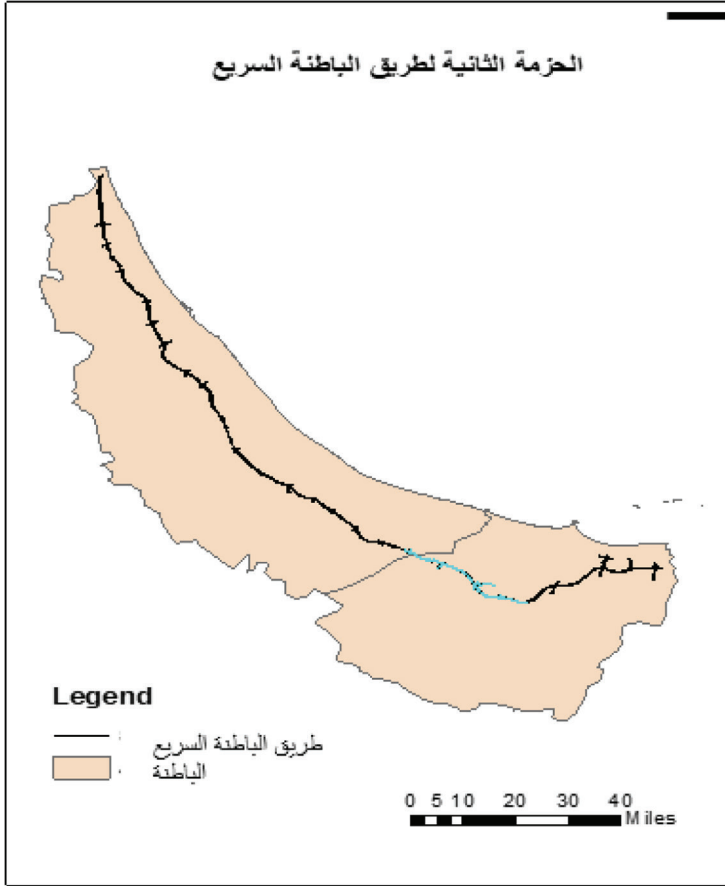 الحزمة الثانية لطريق الباطنة السريع
Legend
طريق الباطنة السريع
الباطنة
0 5 10 20 30 40
Miles